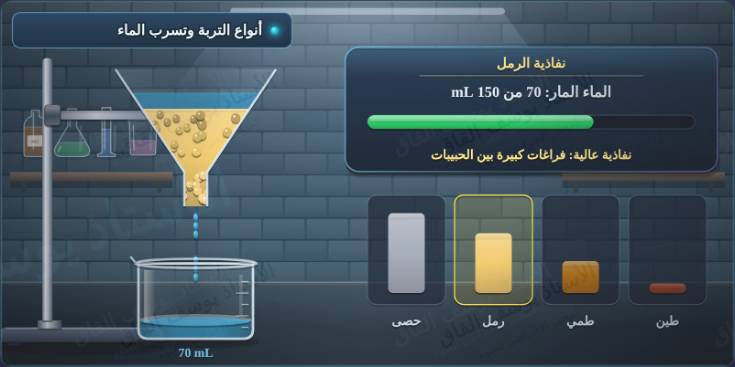 أنواع التربة وتسرب الماء
نفاذية الرمل
الماء المار: 70 من 150 mL
نفاذية عالية: فراغات كبيرة بين الحبيبات
حصى
رمل
طمي
طين
70 mL